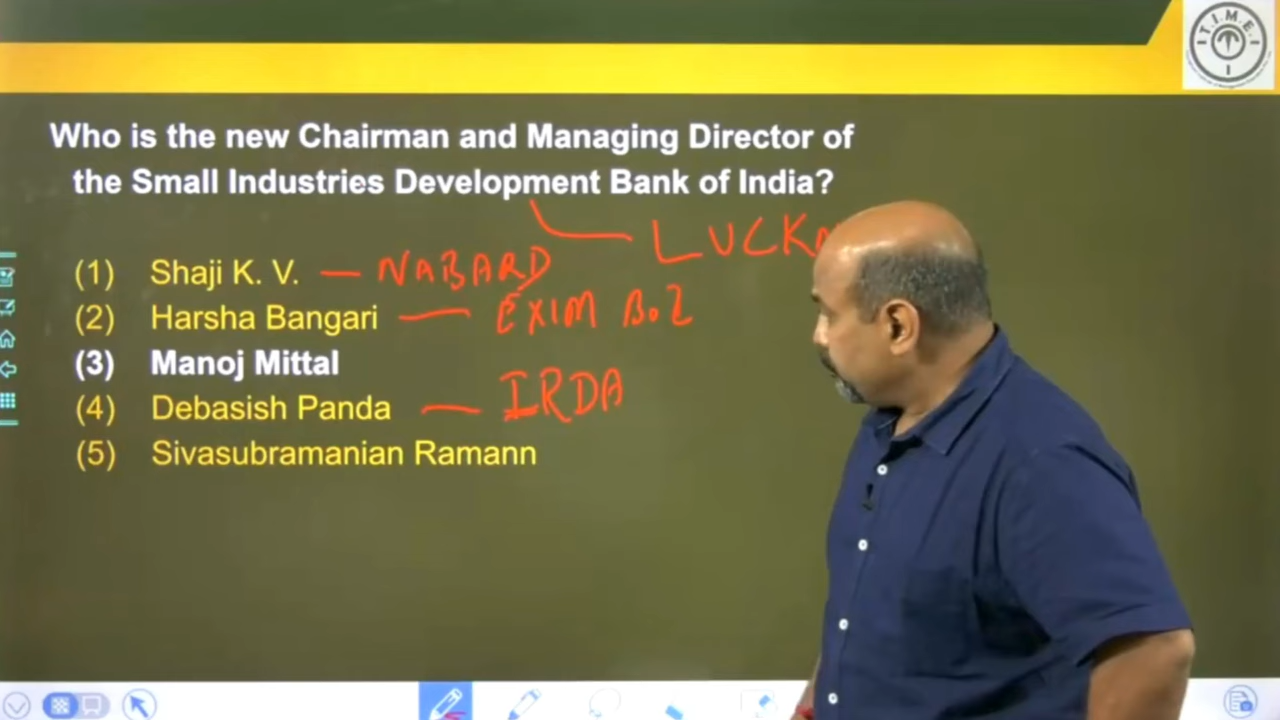 T.I.M.E.
Who is the new Chairman and Managing Director of
the Small Industries Development Bank of India?
LUCKN
(1) Shaji K. V. — NABARD
(2) Harsha Bangari — EXIM B.I
(3) Manoj Mittal
(4) Debasish Panda — IRDA
(5) Sivasubramanian Ramann